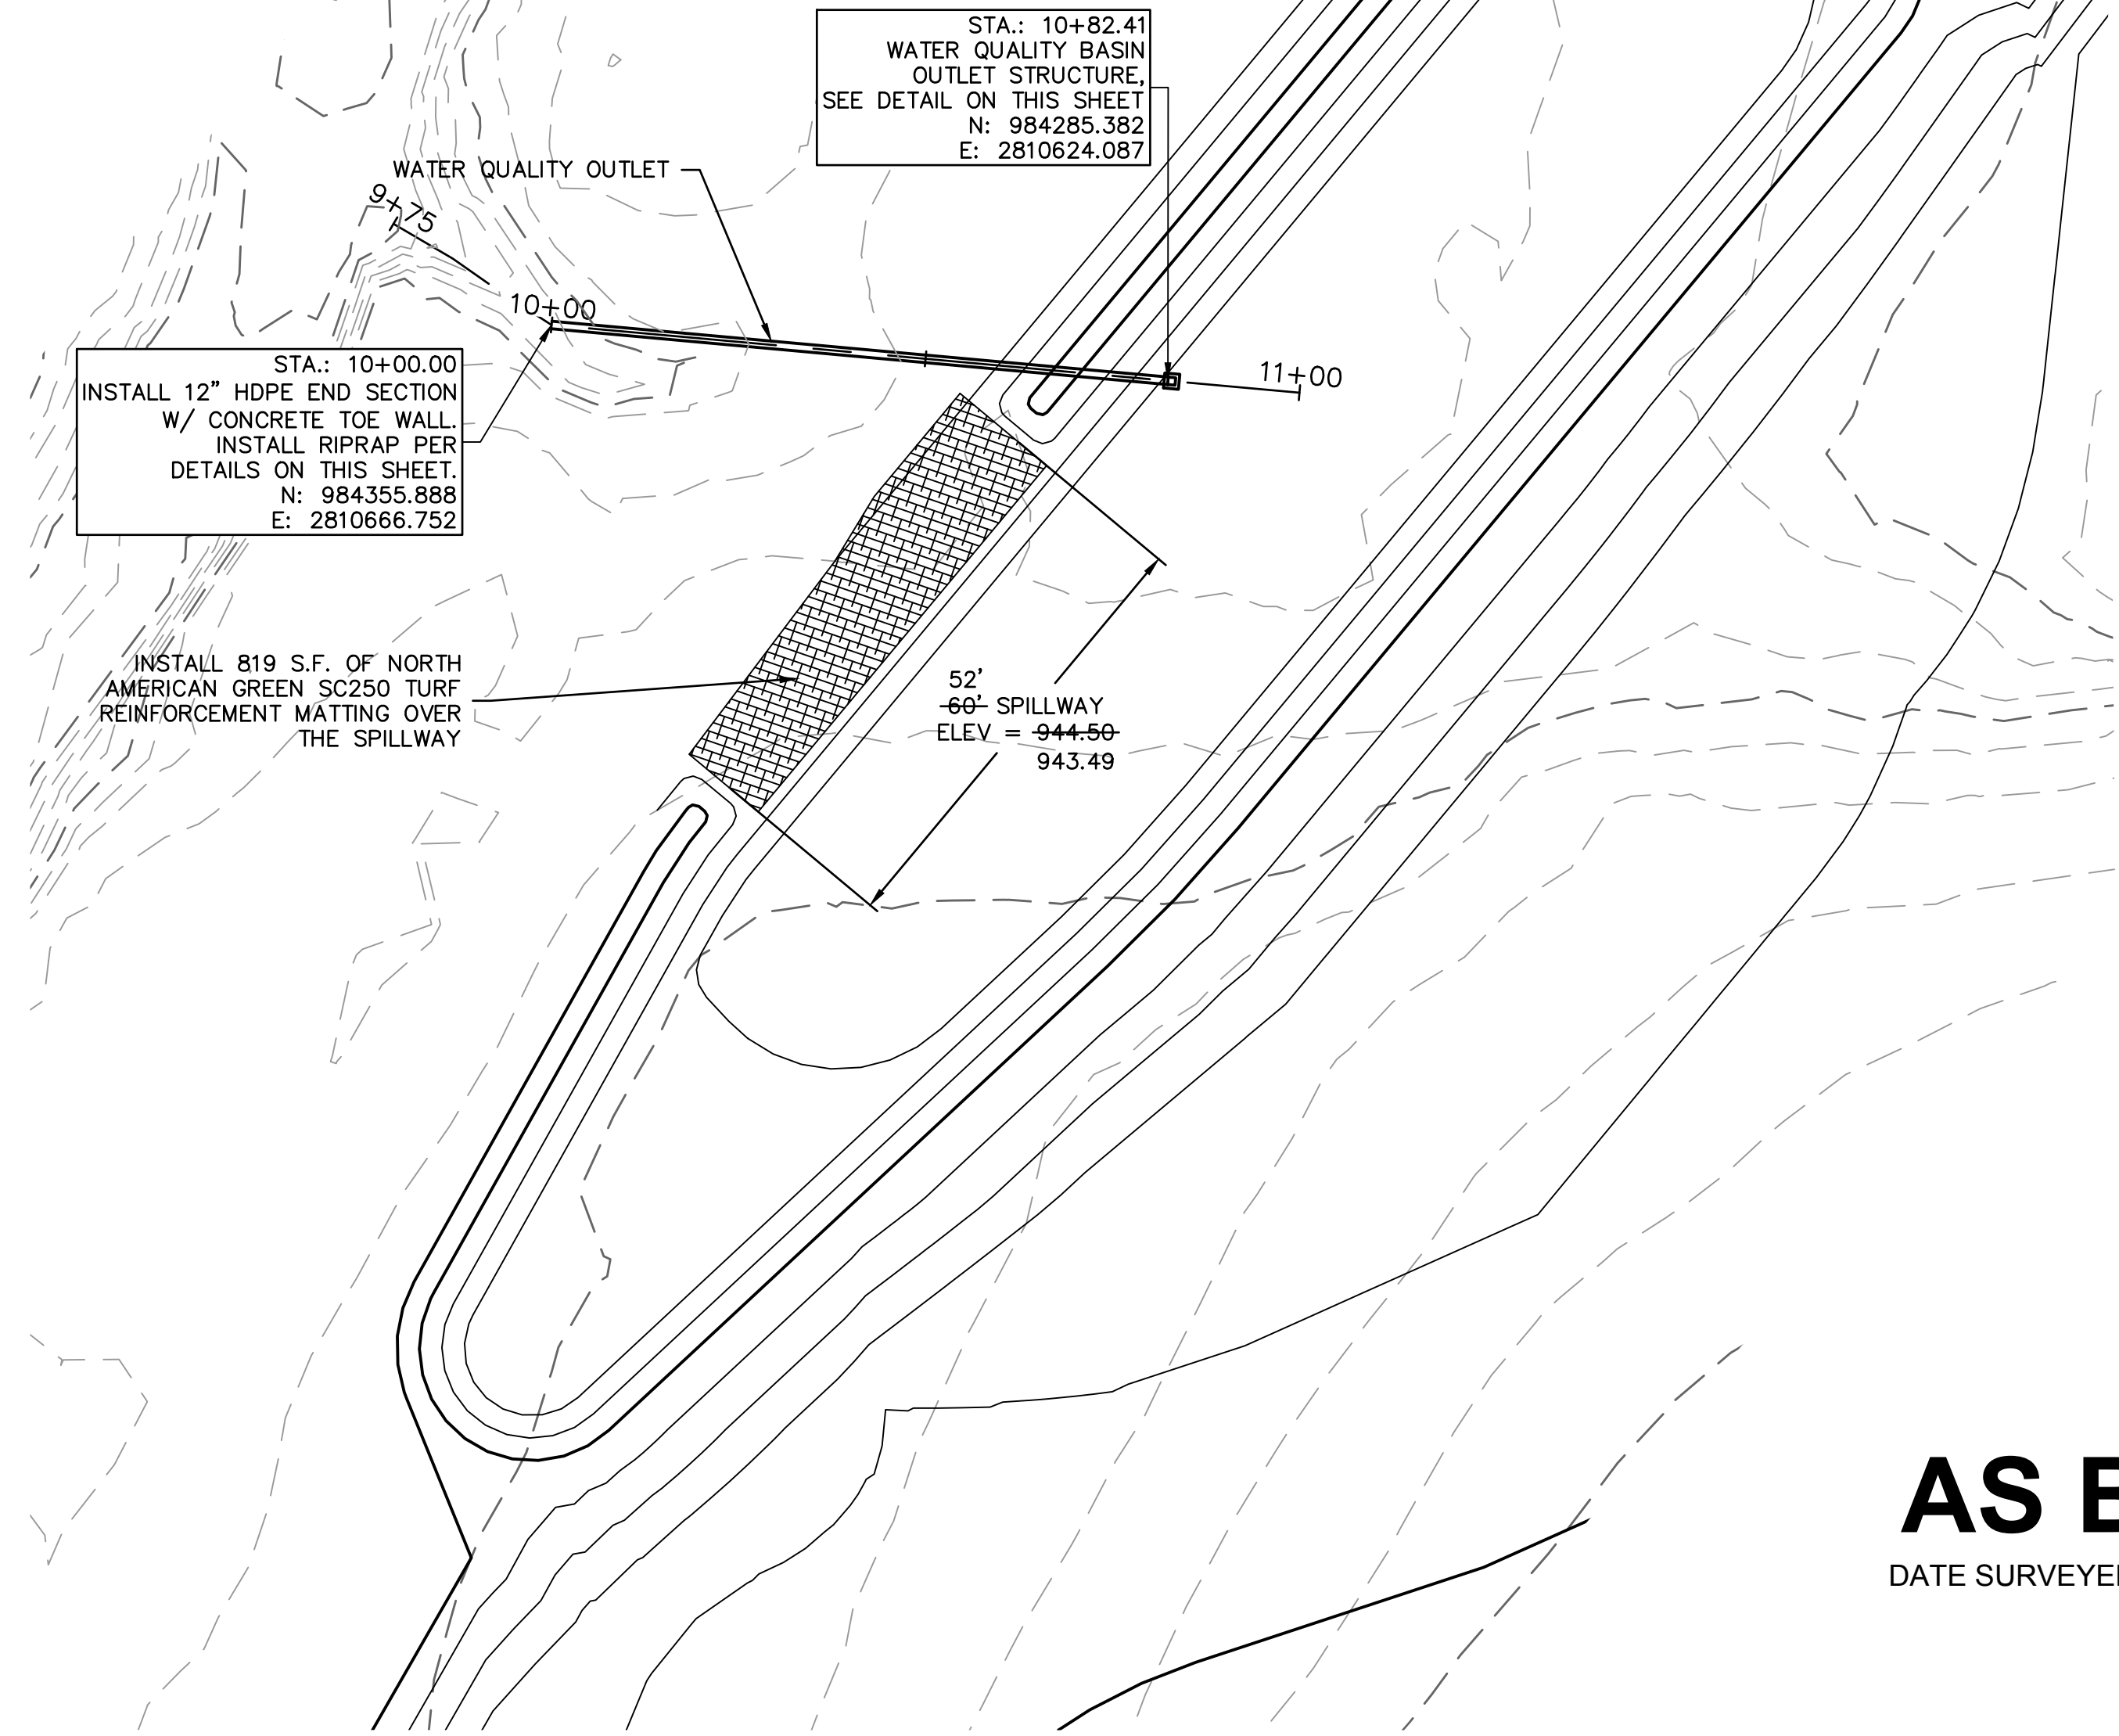 STA.: 10+82.41
WATER QUALITY BASIN
OUTLET STRUCTURE,
SEE DETAIL ON THIS SHEET
N: 984285.382
E: 2810624.087
WATER QUALITY OUTLET
9+75
10+00
11+00
STA.: 10+00.00
INSTALL 12" HDPE END SECTION
W/ CONCRETE TOE WALL.
INSTALL RIPRAP PER
DETAILS ON THIS SHEET.
N: 984355.888
E: 2810666.752
INSTALL 819 S.F. OF NORTH
AMERICAN GREEN SC250 TURF
REINFORCEMENT MATTING OVER
THE SPILLWAY
52'
60' SPILLWAY
ELEV = 944.50
943.49
AS
DATE SURVEYE